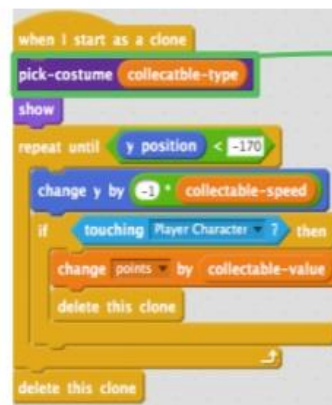 when I start as a clone
pick-costume collecatble-type
show
repeat until y position < -170
change y by -1 * collectable-speed
if touching Player Character ? then
change points by collectable-value
delete this clone
delete this clone